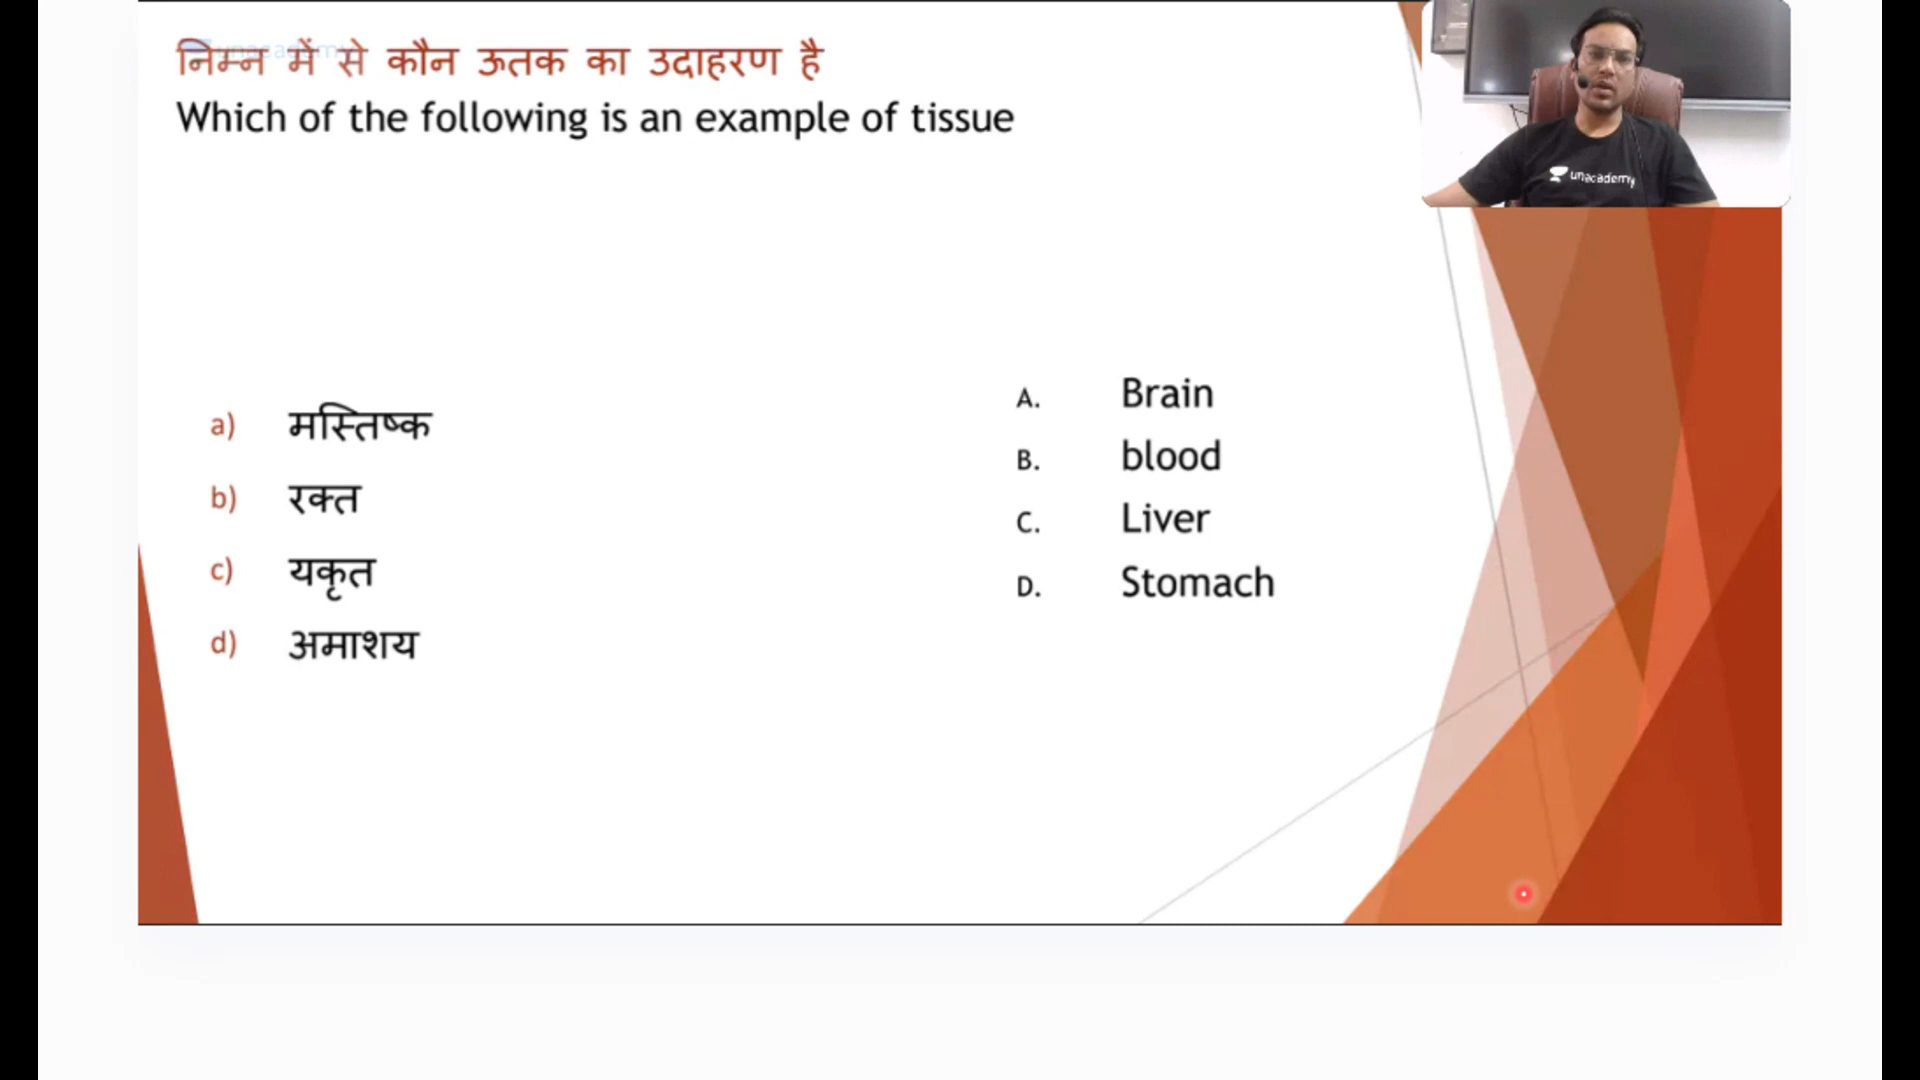 निम्न में से कौन ऊतक का उदाहरण है
unacademy
Which of the following is an example of tissue
a) मस्तिष्क
b) रक्त
c) यकृत
d) अमाशय
A. Brain
B. blood
C. Liver
D. Stomach
unacademy